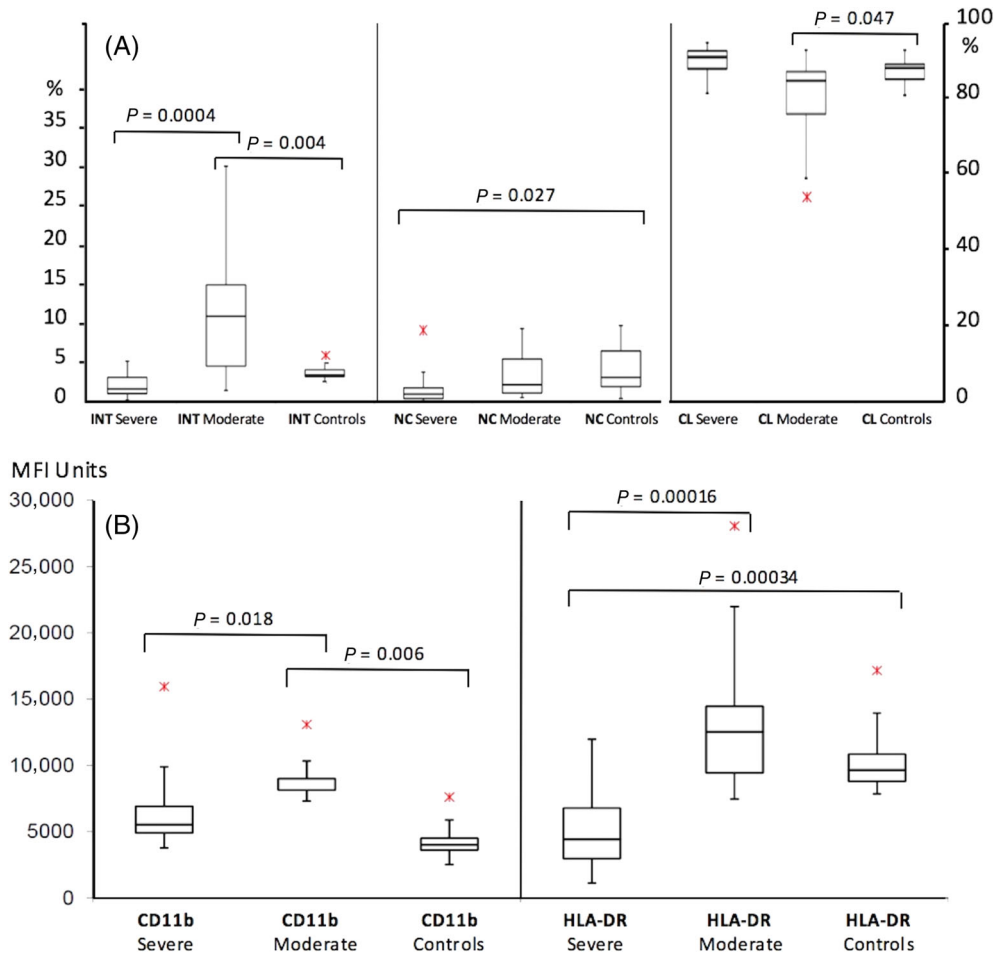 (A)
P = 0.047
100
%
%
80
35
P = 0.0004
P = 0.004
30
60
P = 0.027
25
20
40
15
10
20
5
0
0
INT Severe INT Moderate INT Controls NC Severe NC Moderate NC Controls CL Severe CL Moderate CL Controls
MFI Units
30,000
(B)
P = 0.00016
25,000
P = 0.00034
20,000
P = 0.018
P = 0.006
15,000
10,000
5000
0
CD11b CD11b CD11b HLA-DR HLA-DR HLA-DR
Severe Moderate Controls Severe Moderate Controls